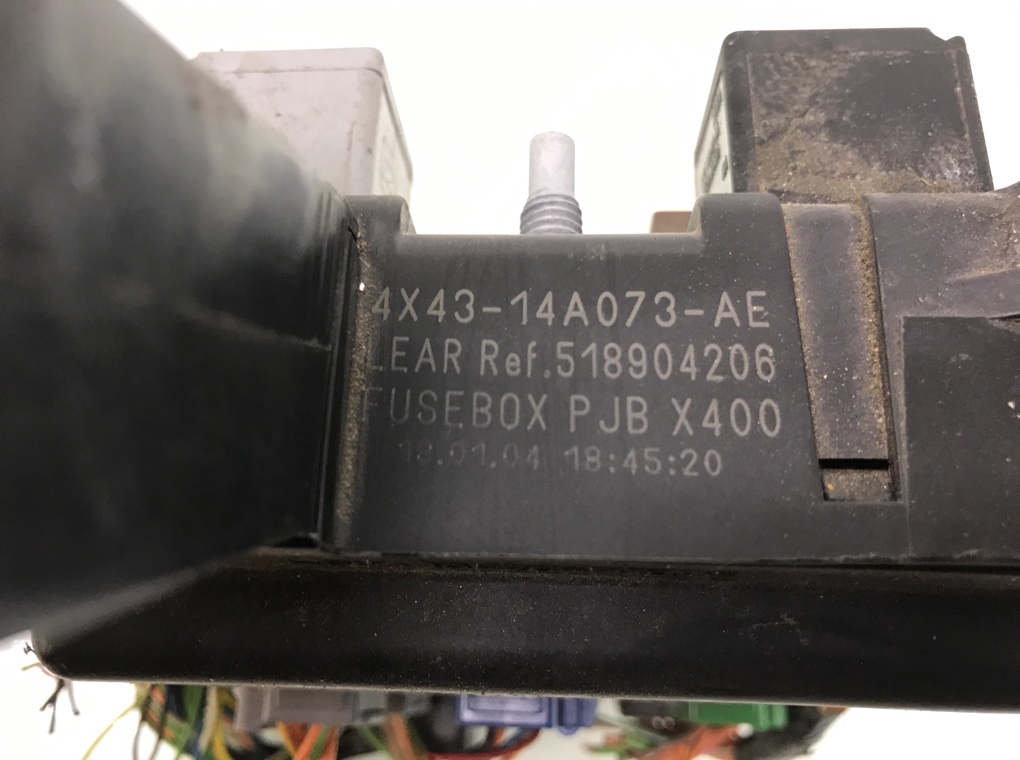 4X43-14A073-AE
LEAR Ref.518904206
FUSEBOX PJB X400
18:45:20